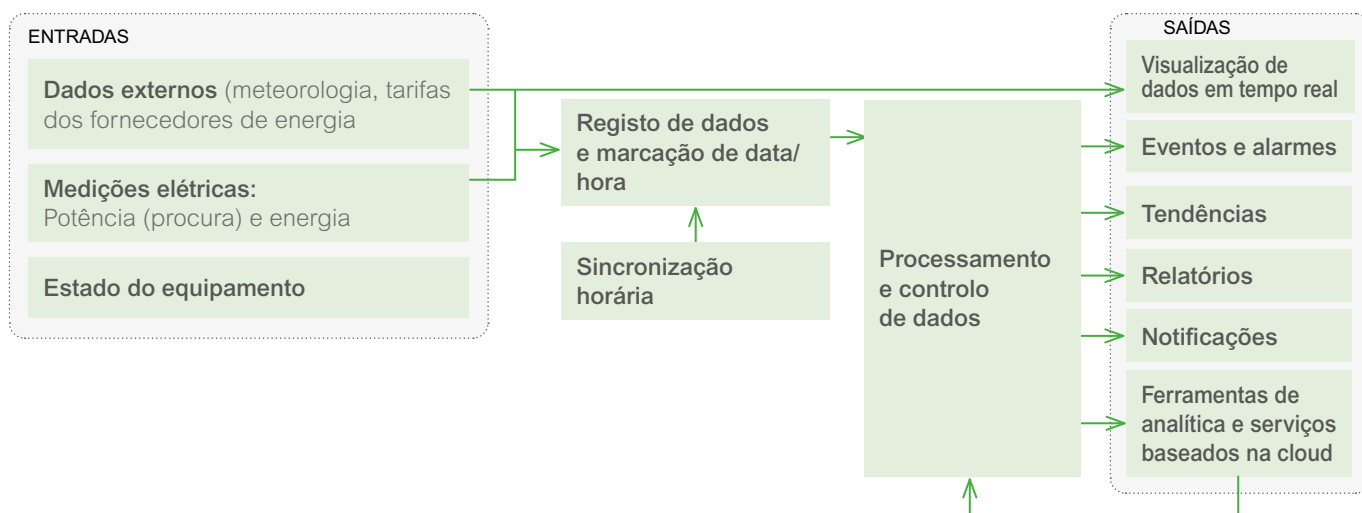 ENTRADAS
Dados externos (meteorologia, tarifas
dos fornecedores de energia
Medições elétricas:
Potência (procura) e energia
Estado do equipamento
Registo de dados
e marcação de data/
hora
Sincronização
horária
Processamento
e controlo
de dados
SAÍDAS
Visualização de
dados em tempo real
Eventos e alarmes
Tendências
Relatórios
Notificações
Ferramentas de
analítica e serviços
baseados na cloud